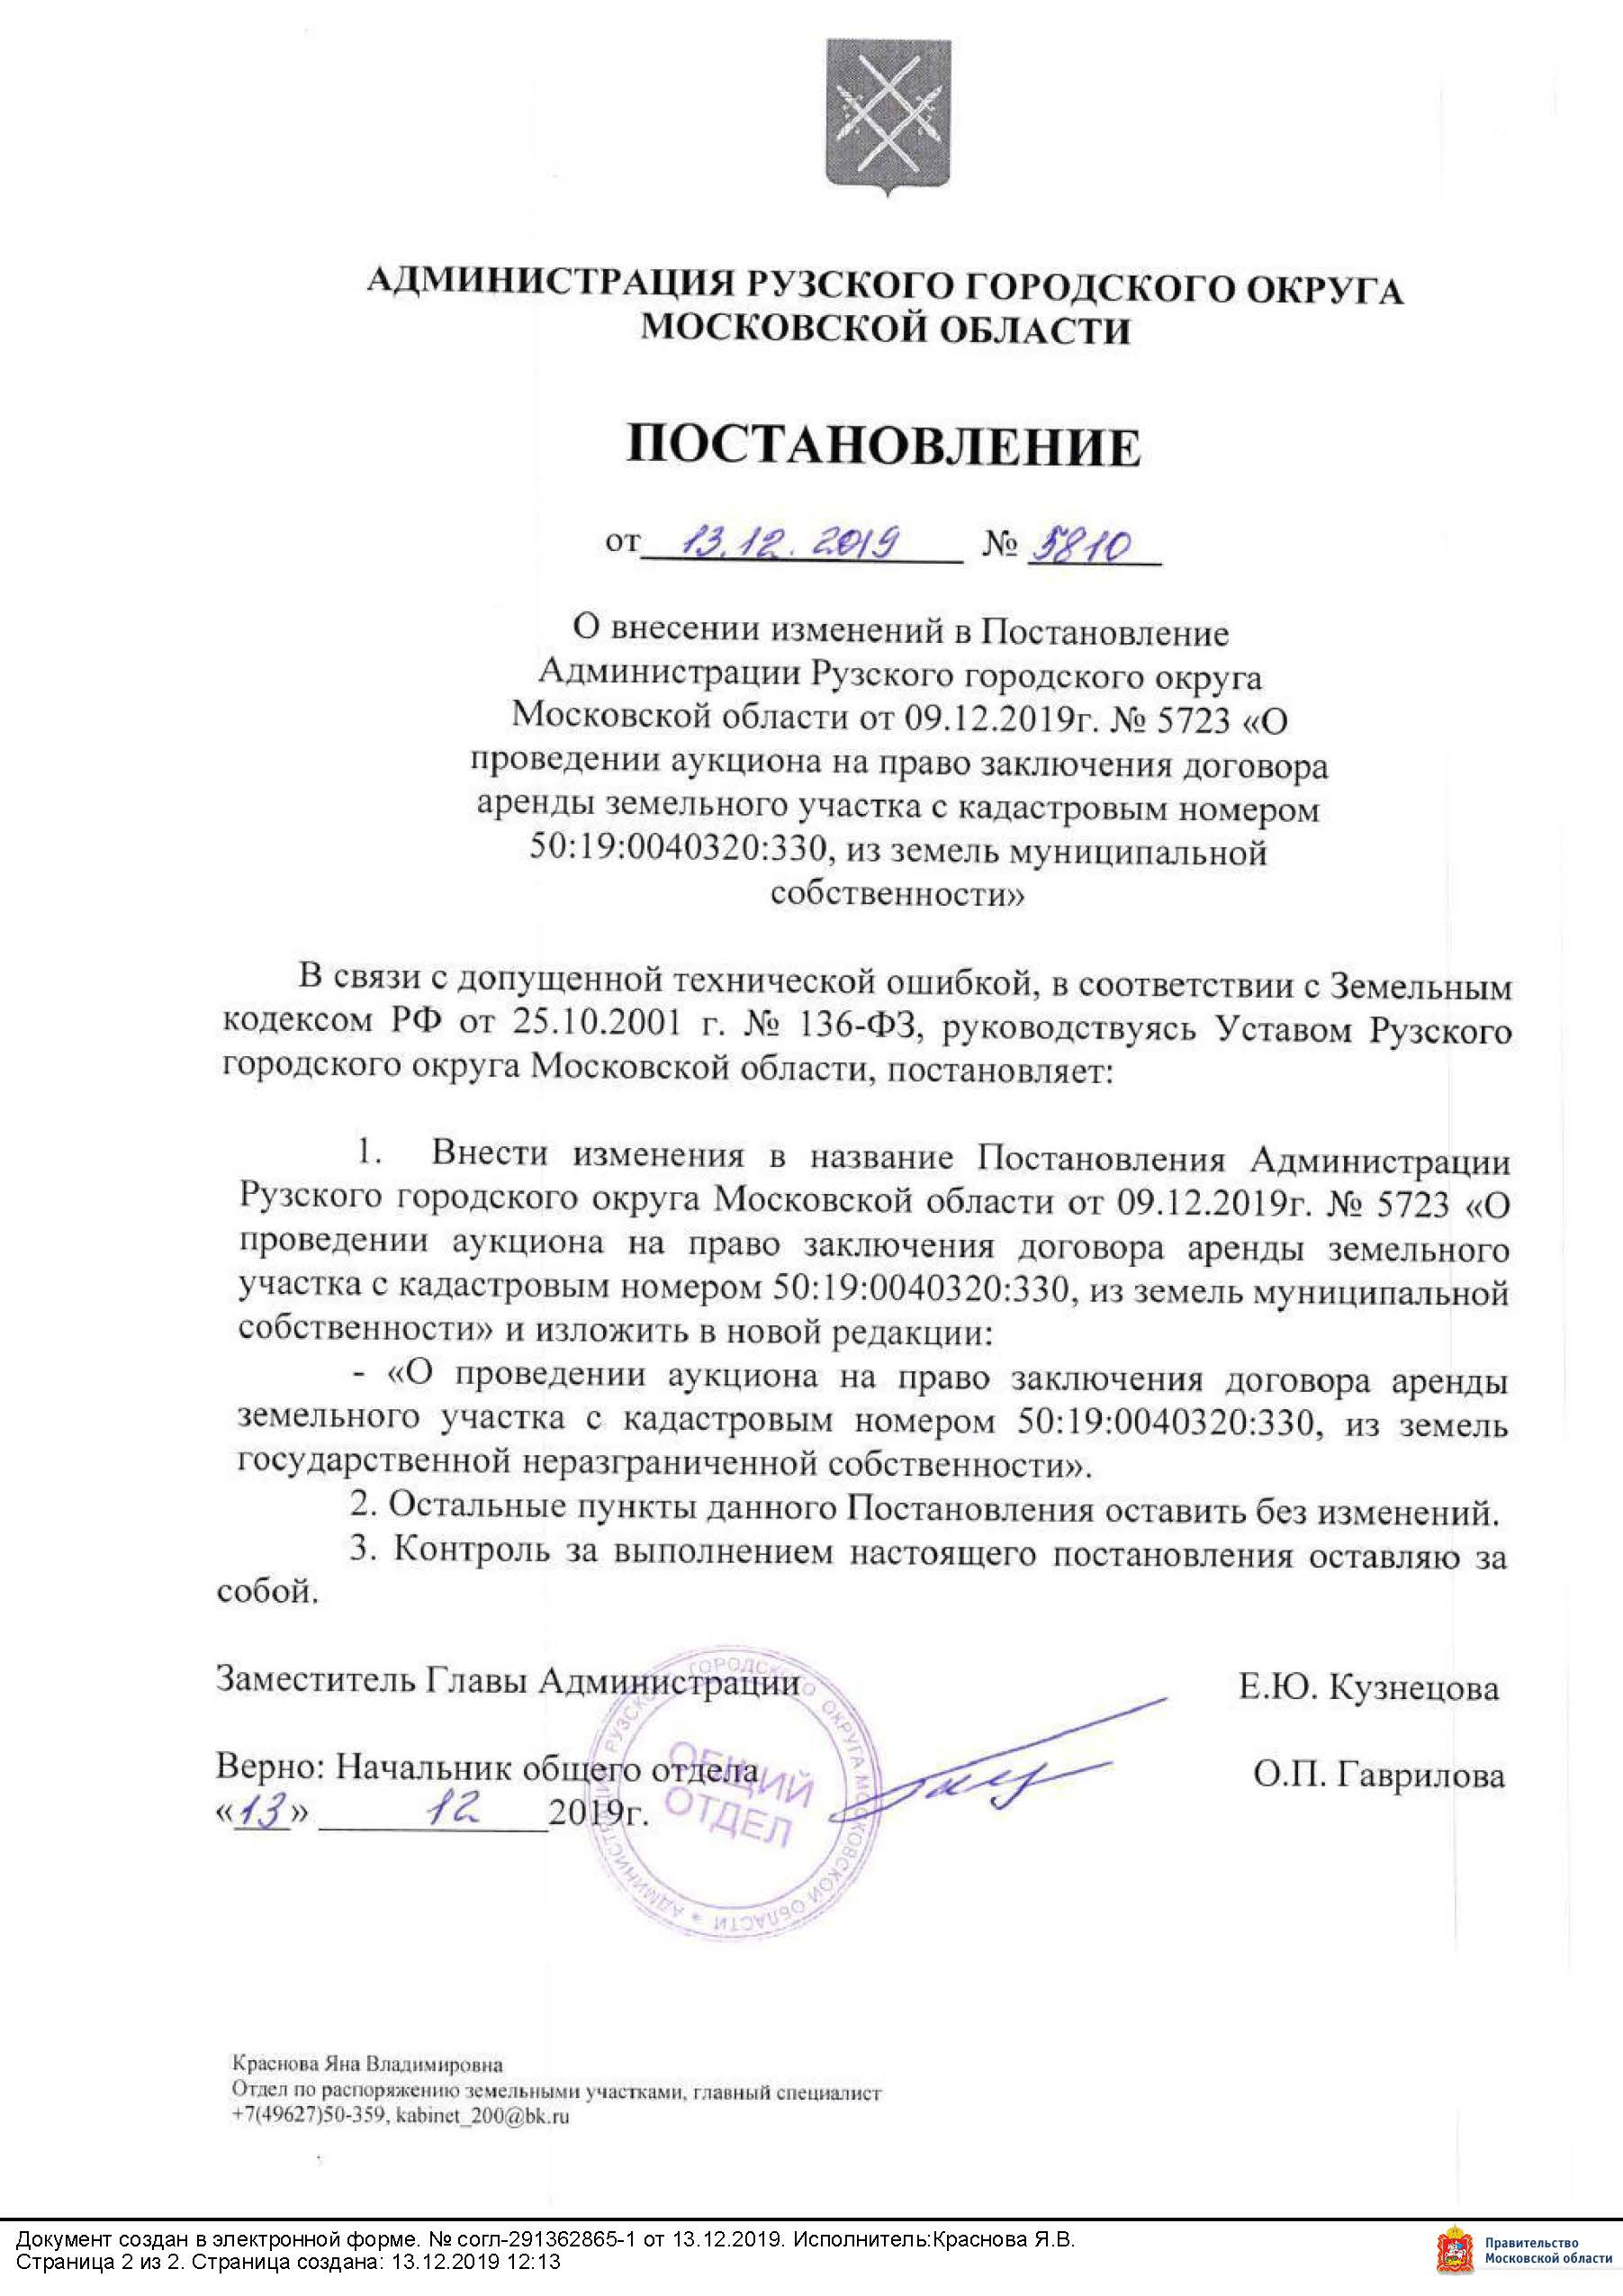 АДМИНИСТРАЦИЯ РУЗСКОГО ГОРОДСКОГО ОКРУГА
МОСКОВСКОЙ ОБЛАСТИ
ПОСТАНОВЛЕНИЕ
от 13.12.2019 № 5810
О внесении изменений в Постановление
Администрации Рузского городского округа
Московской области от 09.12.2019г. № 5723 «О
проведении аукциона на право заключения договора
аренды земельного участка с кадастровым номером
50:19:0040320:330, из земель муниципальной
собственности»
В связи с допущенной технической ошибкой, в соответствии с Земельным
кодексом РФ от 25.10.2001 г. № 136-ФЗ, руководствуясь Уставом Рузского
городского округа Московской области, постановляет:
1. Внести изменения в название Постановления Администрации
Рузского городского округа Московской области от 09.12.2019г. № 5723 «О
проведении аукциона на право заключения договора аренды земельного
участка с кадастровым номером 50:19:0040320:330, из земель муниципальной
собственности» и изложить в новой редакции:
- «О проведении аукциона на право заключения договора аренды
земельного участка с кадастровым номером 50:19:0040320:330, из земель
государственной неразграниченной собственности».
2. Остальные пункты данного Постановления оставить без изменений.
3. Контроль за выполнением настоящего постановления оставляю за
собой.
Заместитель Главы Администрации Е.Ю. Кузнецова
Верно: Начальник общего отдела О.П. Гаврилова
«13» 12 2019г.
АДМИНИСТРАЦИЯ РУЗСКОГО ГОРОДСКОГО ОКРУГА МОСКОВСКОЙ ОБЛАСТИ *
ОБЩИЙ
ОТДЕЛ
Краснова Яна Владимировна
Отдел по распоряжению земельными участками, главный специалист
+7(49627)50-359, kabinet_200@bk.ru
Документ создан в электронной форме. № согл-291362865-1 от 13.12.2019. Исполнитель:Краснова Я.В.
Страница 2 из 2. Страница создана: 13.12.2019 12:13
Правительство
Московской области